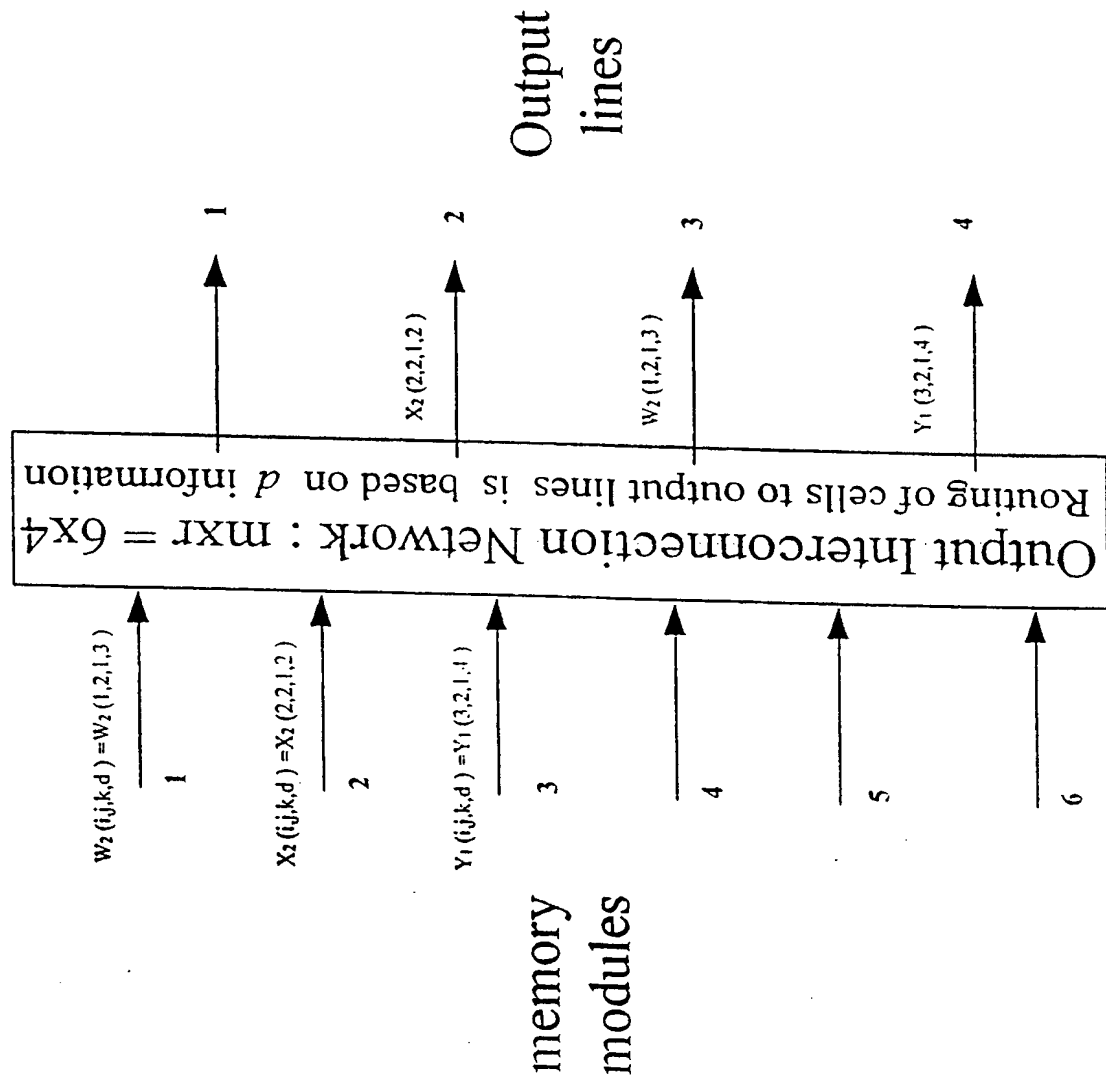 memory
modules
W2 (i,j,k,d ) =W2 (1,2,1,3 )
1
X2 (i,j,k,d ) =X2 (2,2,1,2 )
2
Y1 (i,j,k,d ) =Y1 (3,2,1,4 )
3
4
5
6
Output Interconnection Network : mxr = 6x4
Routing of cells to output lines is based on d information
1
X2 (2,2,1,2 )
2
W2 (1,2,1,3 )
3
Y1 (3,2,1,4 )
4
Output
lines